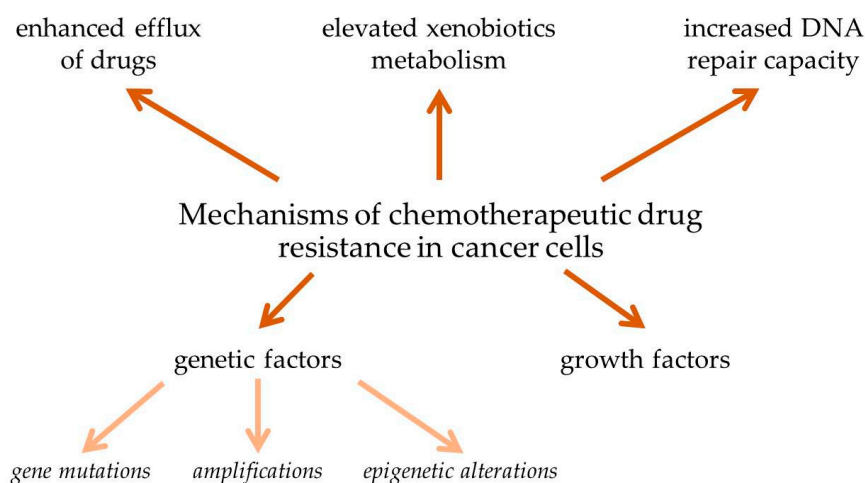 enhanced efflux
of drugs
elevated xenobiotics
metabolism
increased DNA
repair capacity
Mechanisms of chemotherapeutic drug
resistance in cancer cells
genetic factors
growth factors
gene mutations
amplifications
epigenetic alterations